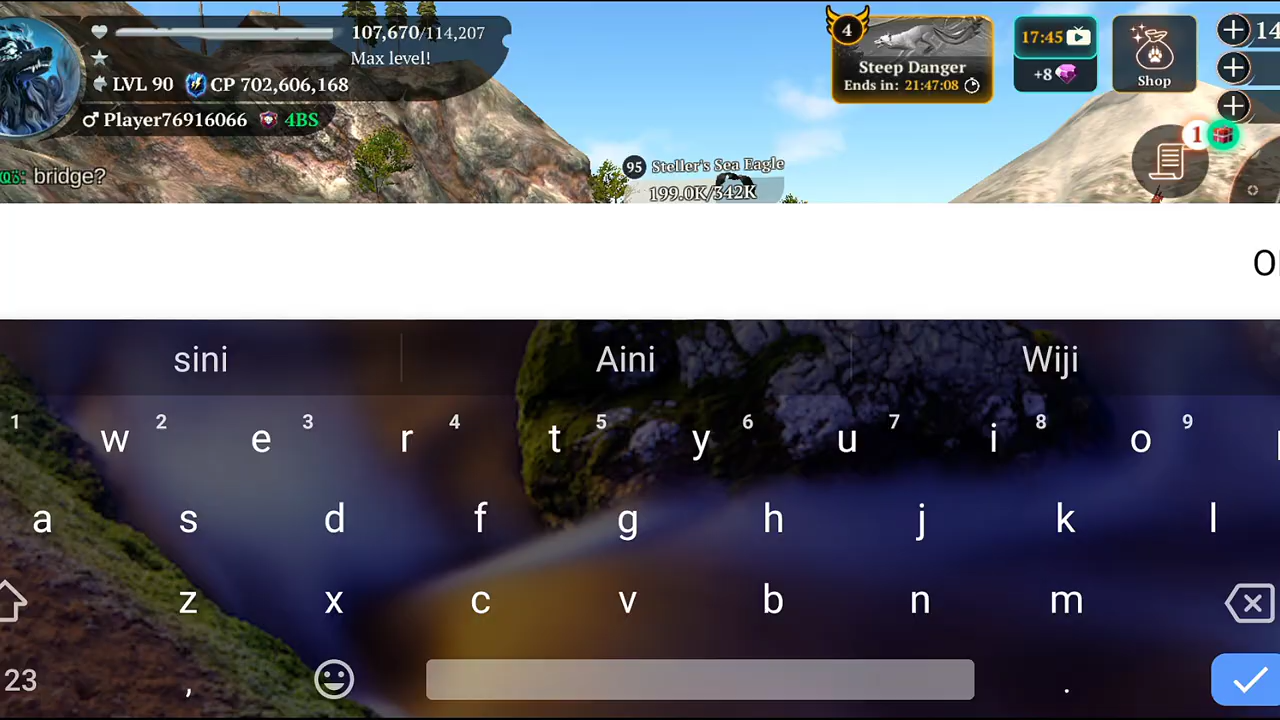 107,670/114,207
Max level!
LVL 90 CP 702,606,168
♂ Player76916066 4BS
: bridge?
4
Steep Danger
Ends in: 21:47:08
17:45
+8
Shop
14
1
95 Steller's Sea Eagle
199.0K/342K
sini Aini Wiji
1 2 3 4 5 6 7 8 9
w e r t y u i o
a s d f g h j k l
z x c v b n m
23 , .